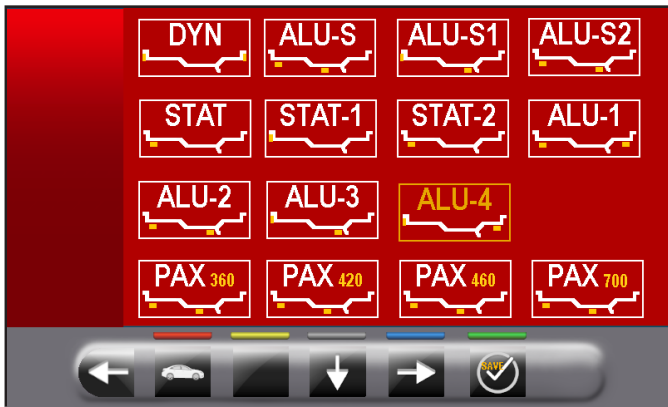 DYN ALU-S ALU-S1 ALU-S2
STAT STAT-1 STAT-2 ALU-1
ALU-2 ALU-3 ALU-4
PAX 360 PAX 420 PAX 460 PAX 700
SAVE